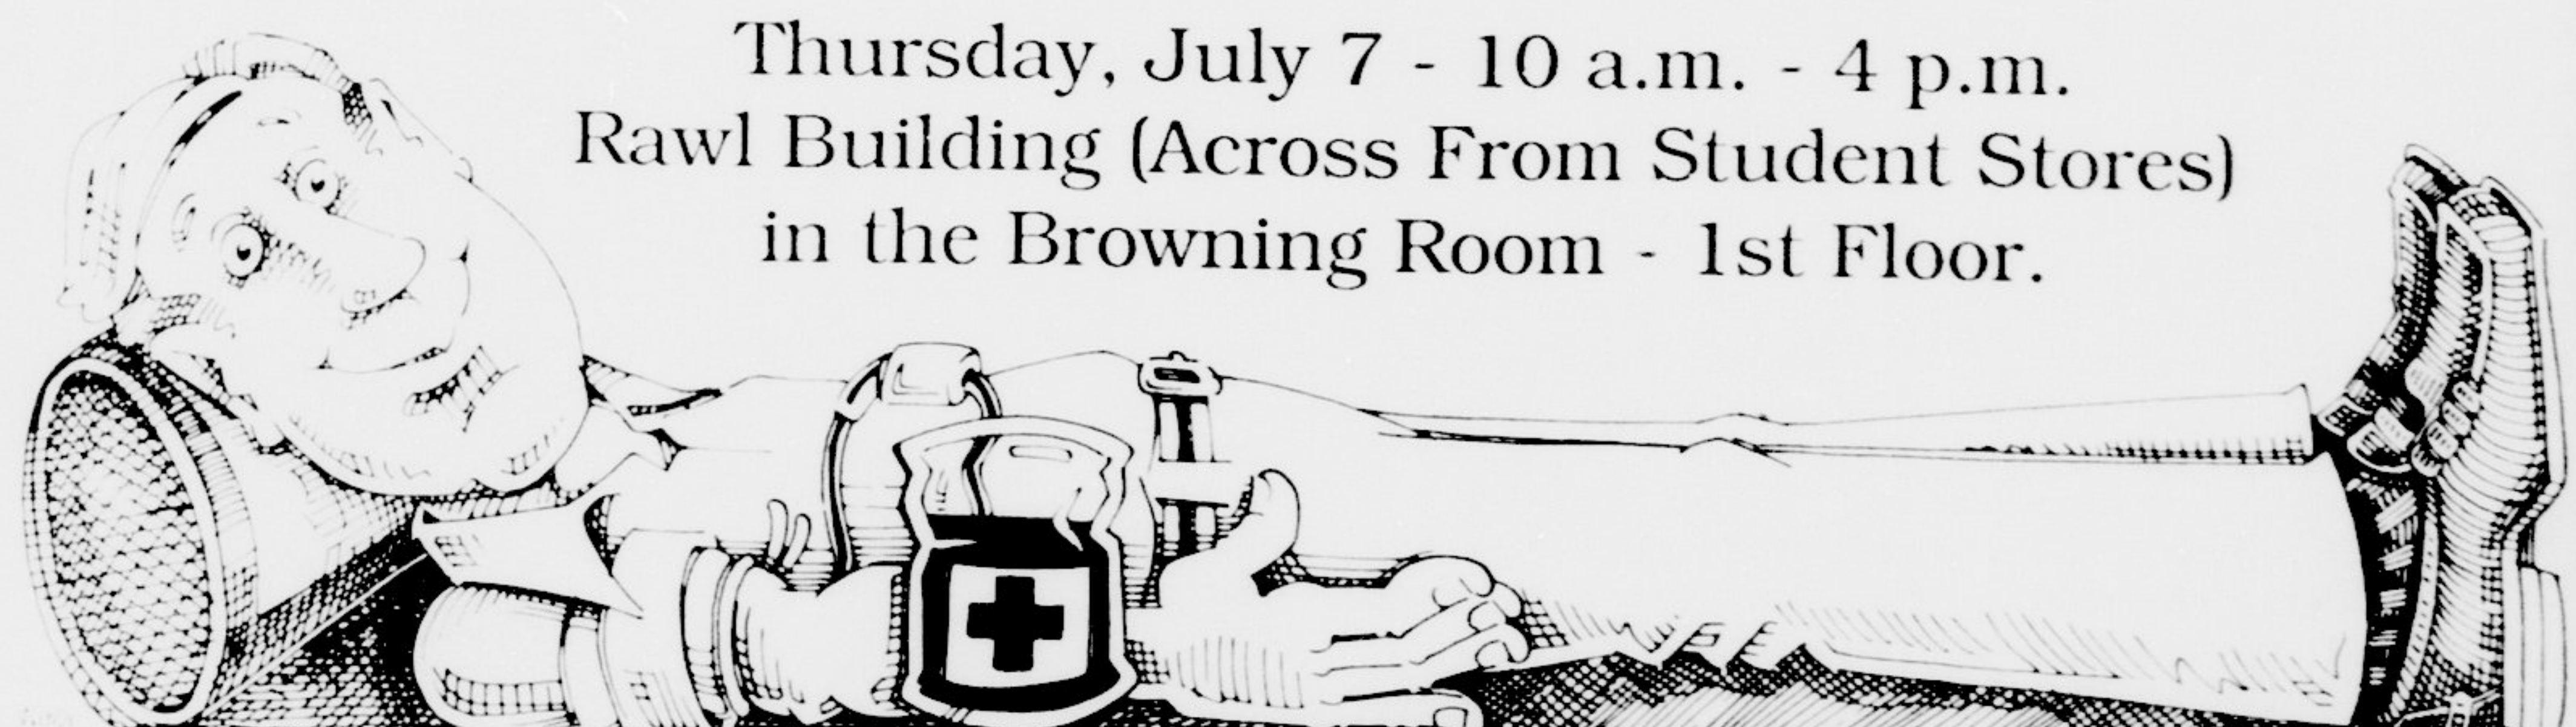 Thursday, July 7 - 10 a.m. - 4 p.m.
Rawl Building (Across From Student Stores)
in the Browning Room - 1st Floor.